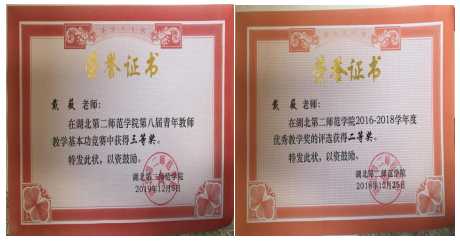 荣誉证书
戴 薇 老师:
在湖北第二师范学院第八届青年教师
教学基本功竞赛中获得三等奖。
特发此状，以资鼓励。
湖北第二师范学院
2019年12月5日
荣誉证书
戴 薇 老师:
在湖北第二师范学院2016-2018学年度
优秀教学奖的评选获得二等奖。
特发此状，以资鼓励。
湖北第二师范学院
2018年12月25日